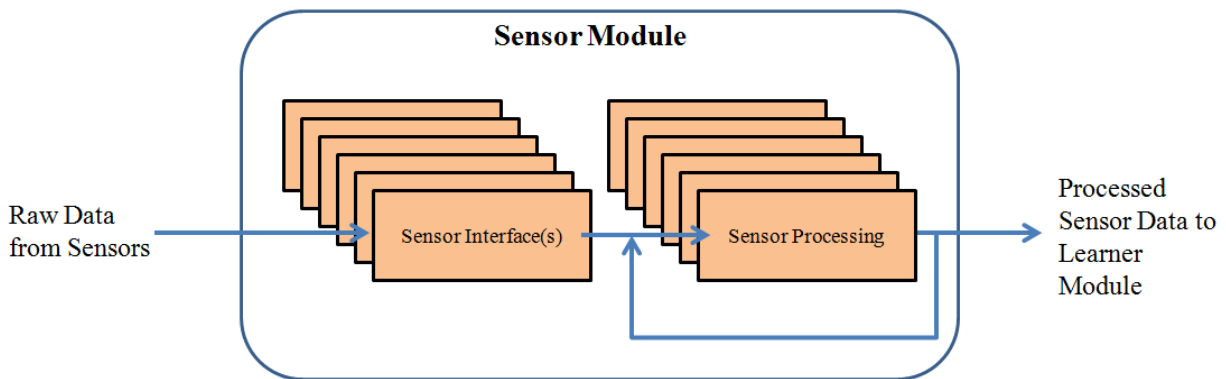 Sensor Module
Raw Data
from Sensors
Sensor Interface(s)
Sensor Processing
Processed
Sensor Data to
Learner
Module